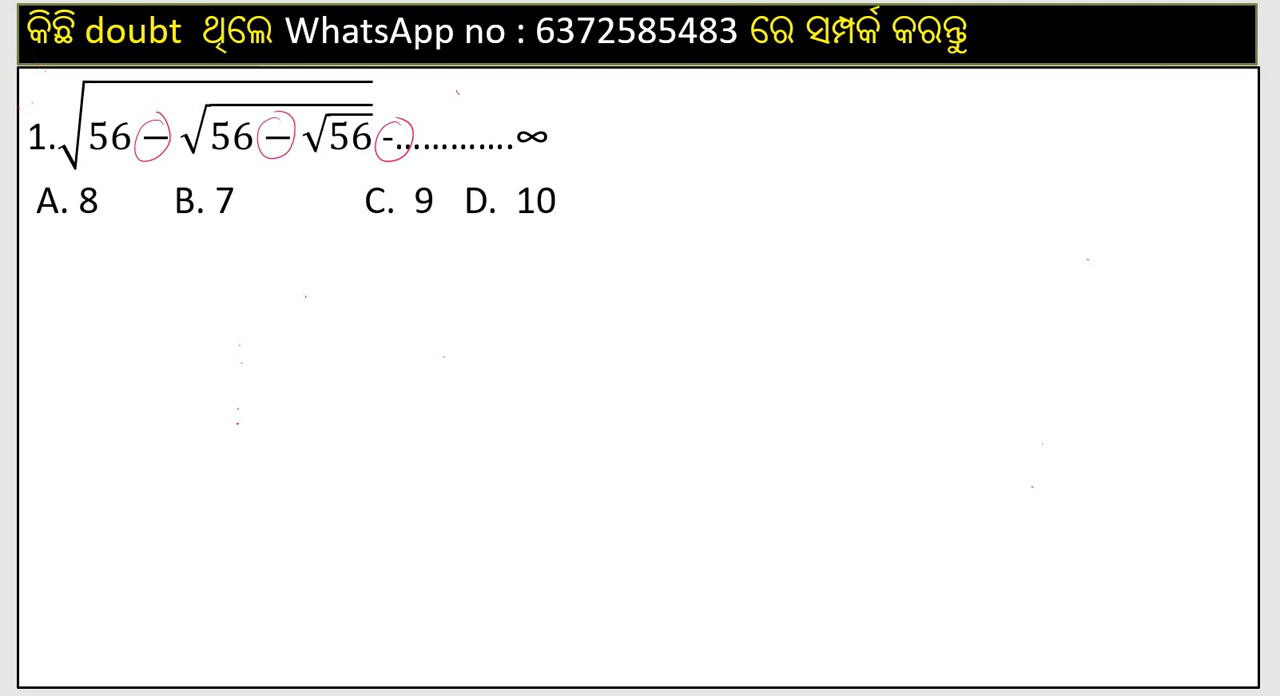 କିଛି doubt ଥିଲେ WhatsApp no : 6372585483 ରେ ସମ୍ପର୍କ କରନ୍ତୁ
1.√56 − √56 − √56 -.............∞
A. 8 B. 7 C. 9 D. 10